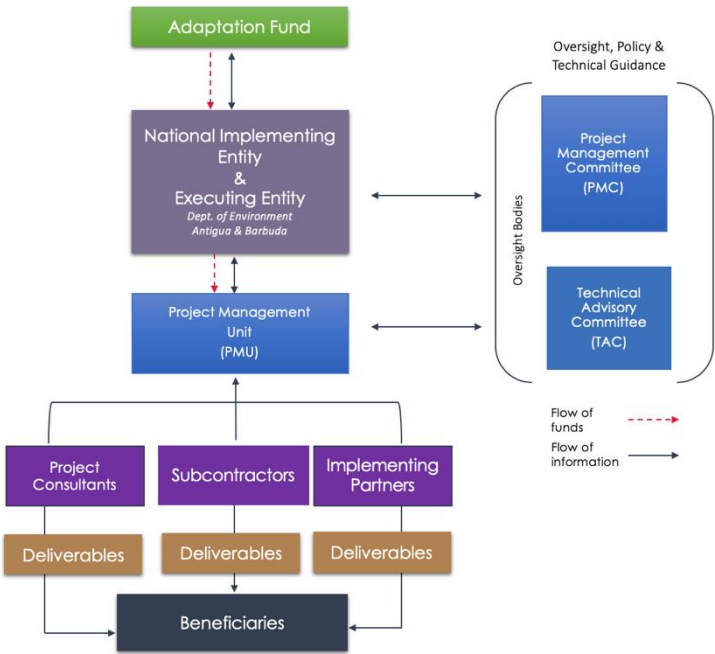 Adaptation Fund
National Implementing
Entity
&
Executing Entity
Dept. of Environment
Antigua & Barbuda
Project Management
Unit
(PMU)
Project
Consultants
Subcontractors
Implementing
Partners
Deliverables
Deliverables
Deliverables
Beneficiaries
Oversight, Policy &
Technical Guidance
Oversight Bodies
Project
Management
Committee
(PMC)
Technical
Advisory
Committee
(TAC)
Flow of
funds
Flow of
information